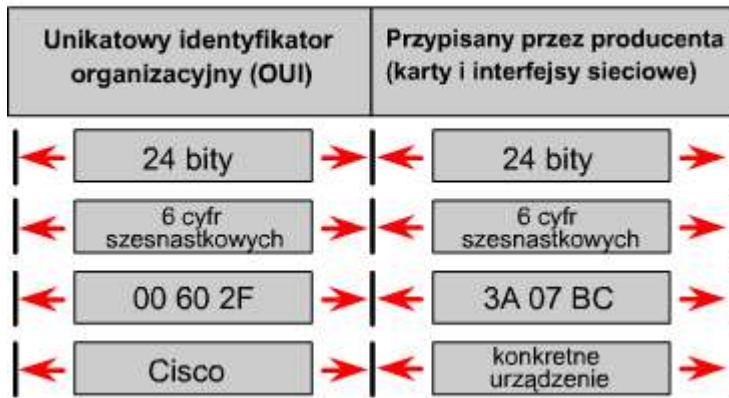 Unikatowy identyfikator
organizacyjny (OUI)
Przypisany przez producenta
(karty i interfejsy sieciowe)
24 bity
24 bity
6 cyfr
szesnastkowych
6 cyfr
szesnastkowych
00 60 2F
3A 07 BC
Cisco
konkretne
urządzenie